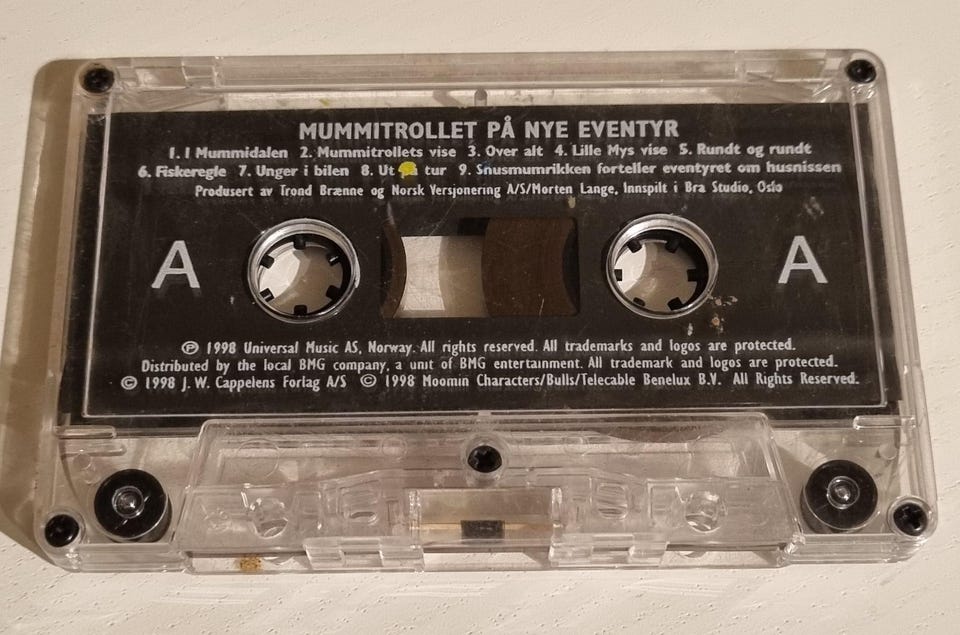 MUMMITROLLET PÅ NYE EVENTYR
1. I Mummidalen 2. Mummitrollets vise 3. Over alt 4. Lille Mys vise 5. Rundt og rundt
6. Fiskeregle 7. Unger i bilen 8. Ut tur 9. Snusmumrikken forteller eventyret om husnissen
Produsert av Trond Brænne og Norsk Versjonering A/S/Morten Lange, Innspilt i Bra Studio, Oslo
A A
℗ 1998 Universal Music AS, Norway. All rights reserved. All trademarks and logos are protected.
Distributed by the local BMG company, a unit of BMG entertainment. All trademark and logos are protected.
© 1998 J. W. Cappelens Forlag A/S © 1998 Moomin Characters/Bulls/Telecable Benelux B.V. All Rights Reserved.